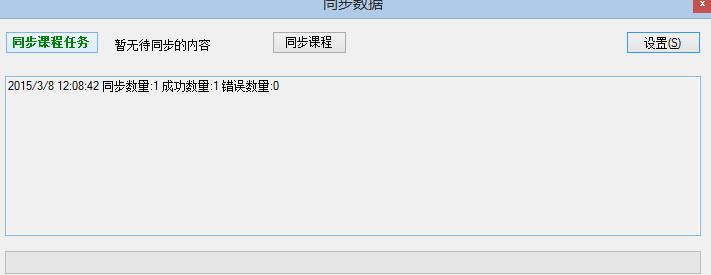 同步数据
x
同步课程任务 暂无待同步的内容 同步课程 设置(S)
2015/3/8 12:08:42 同步数量:1 成功数量:1 错误数量:0